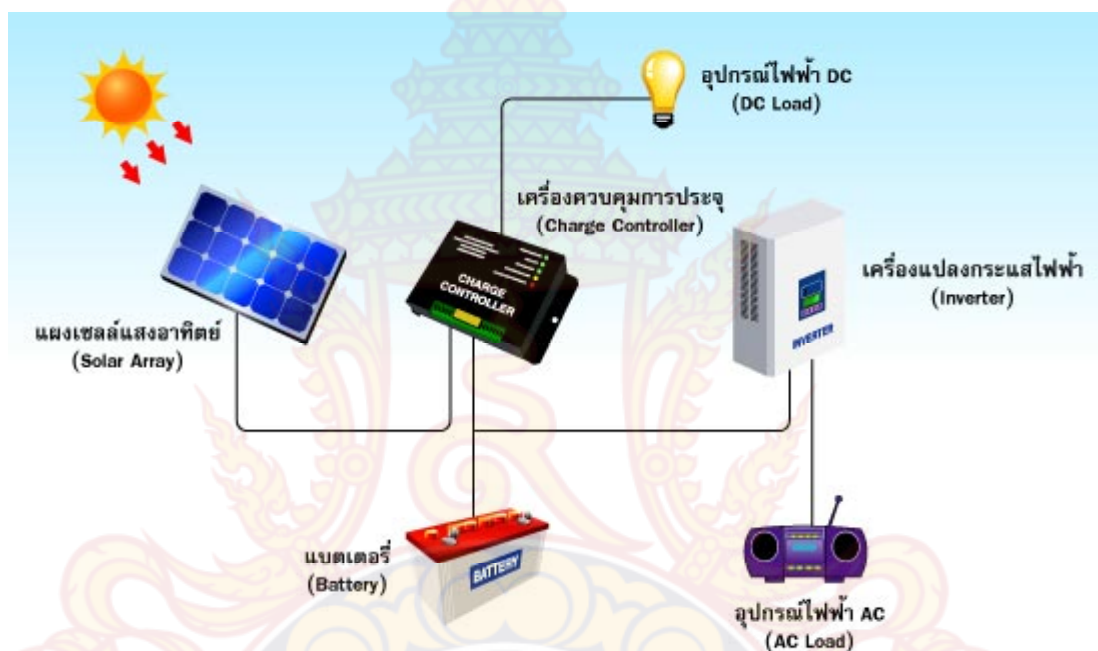 อุปกรณ์ไฟฟ้า DC
(DC Load)
เครื่องควบคุมการประจุ
(Charge Controller)
CHARGE
CONTROLLER
เครื่องแปลงกระแสไฟฟ้า
(Inverter)
INVERTER
แผงเซลล์แสงอาทิตย์
(Solar Array)
แบตเตอรี่
(Battery)
BATTERY
อุปกรณ์ไฟฟ้า AC
(AC Load)